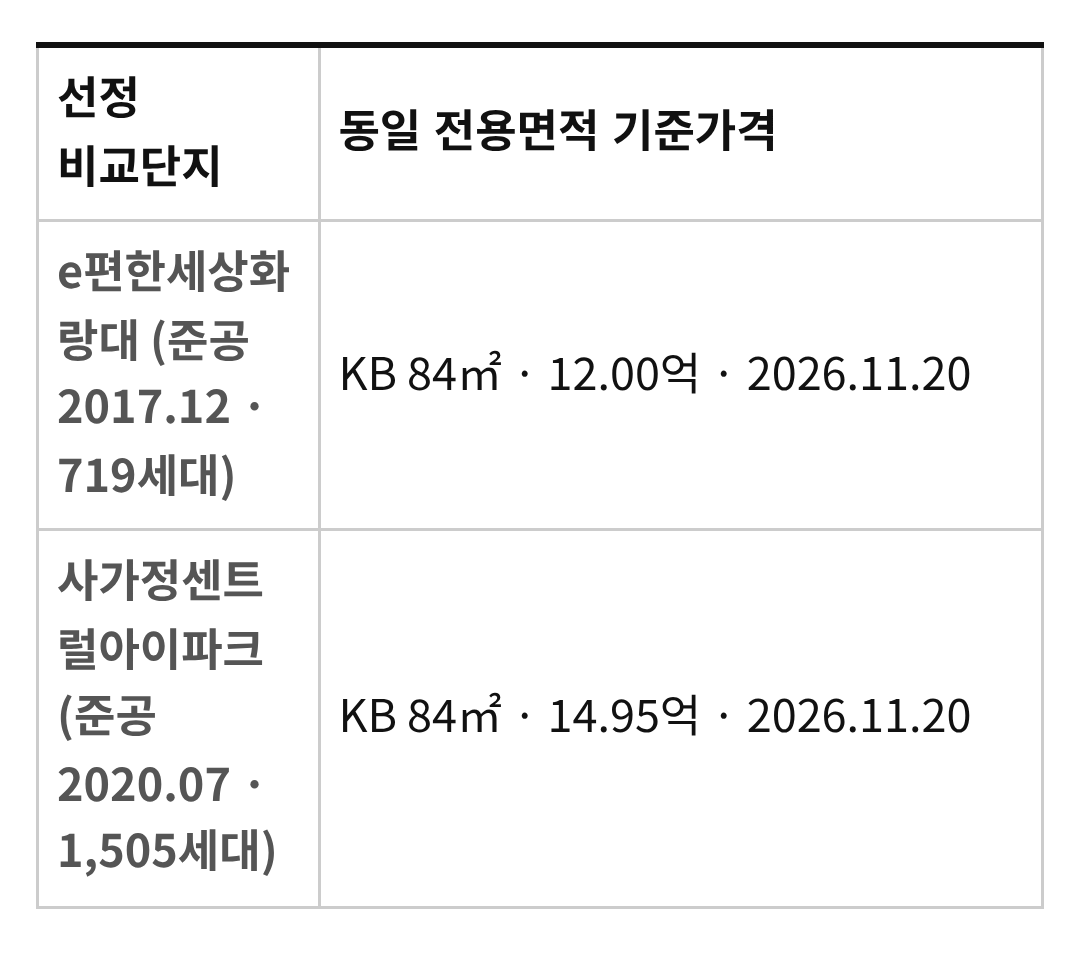 선정
비교단지
동일 전용면적 기준가격
e편한세상화
랑대 (준공
2017.12 ·
719세대)
KB 84㎡ · 12.00억 · 2026.11.20
사가정센트
럴아이파크
(준공
2020.07 ·
1,505세대)
KB 84㎡ · 14.95억 · 2026.11.20